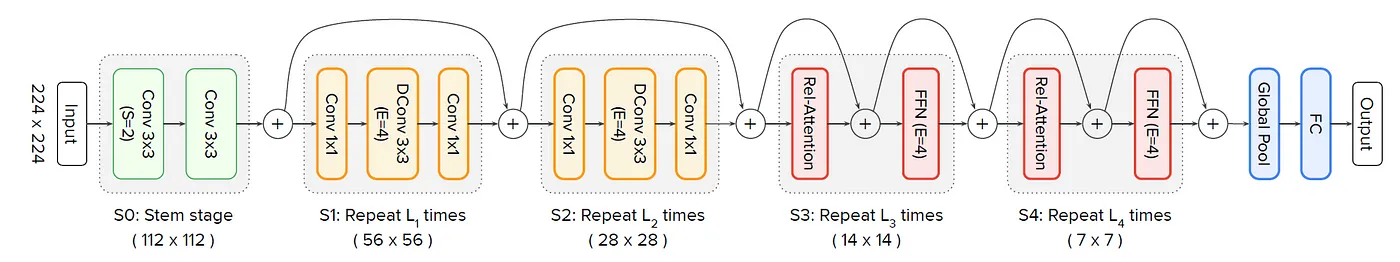 224 x 224
Input
Conv 3x3
(S=2)
Conv 3x3
+
Conv 1x1
DConv 3x3
(E=4)
Conv 1x1
+
Conv 1x1
DConv 3x3
(E=4)
Conv 1x1
+
Rel-Attention
+
FFN (E=4)
+
Rel-Attention
+
FFN (E=4)
+
Global Pool
FC
Output
S0: Stem stage
( 112 x 112 )
S1: Repeat L1 times
( 56 x 56 )
S2: Repeat L2 times
( 28 x 28 )
S3: Repeat L3 times
( 14 x 14 )
S4: Repeat L4 times
( 7 x 7 )